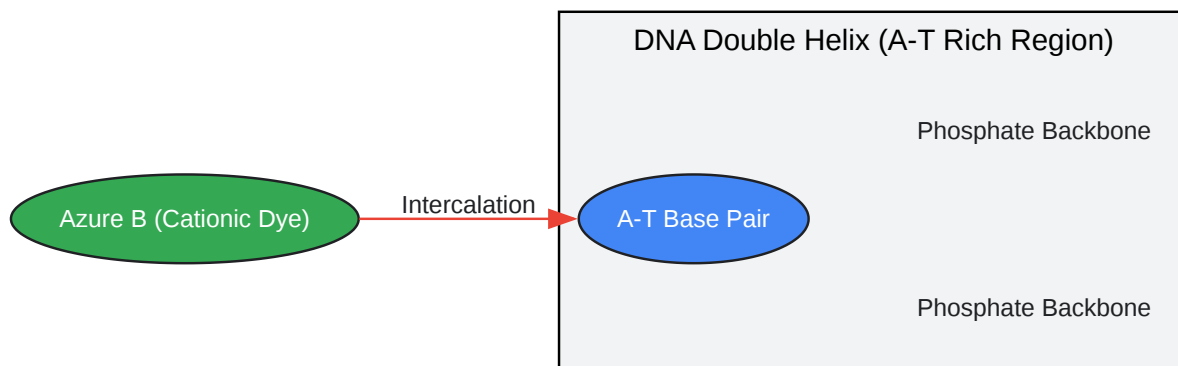 DNA Double Helix (A-T Rich Region)
Phosphate Backbone
Azure B (Cationic Dye)
Intercalation
A-T Base Pair
Phosphate Backbone